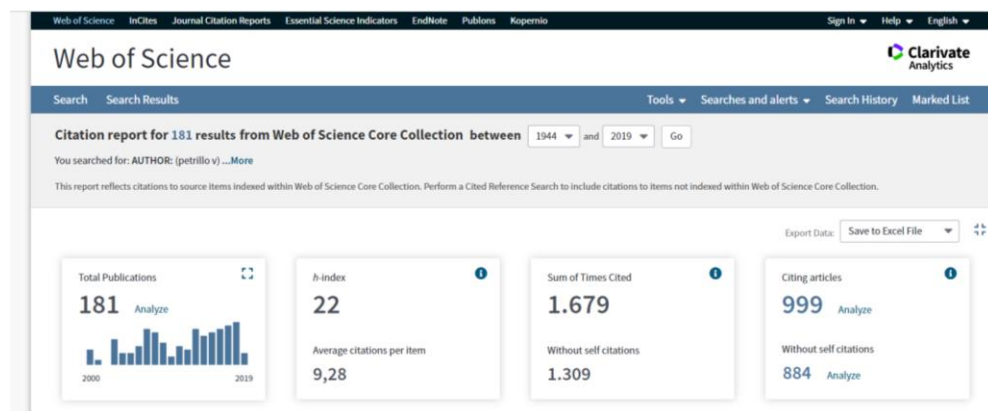 Web of Science InCites Journal Citation Reports Essential Science Indicators EndNote Publons Kopernio Sign In Help English
Web of Science
Clarivate
Analytics
Search Search Results Tools Searches and alerts Search History Marked List
Citation report for 181 results from Web of Science Core Collection between 1944 and 2019 Go
You searched for: AUTHOR: (petrillo v) ...More
This report reflects citations to source items indexed within Web of Science Core Collection. Perform a Cited Reference Search to include citations to items not indexed within Web of Science Core Collection.
Export Data: Save to Excel File
Total Publications
181 Analyze
2000 2019
h-index
22
Average citations per item
9,28
Sum of Times Cited
1.679
Without self citations
1.309
Citing articles
999 Analyze
Without self citations
884 Analyze